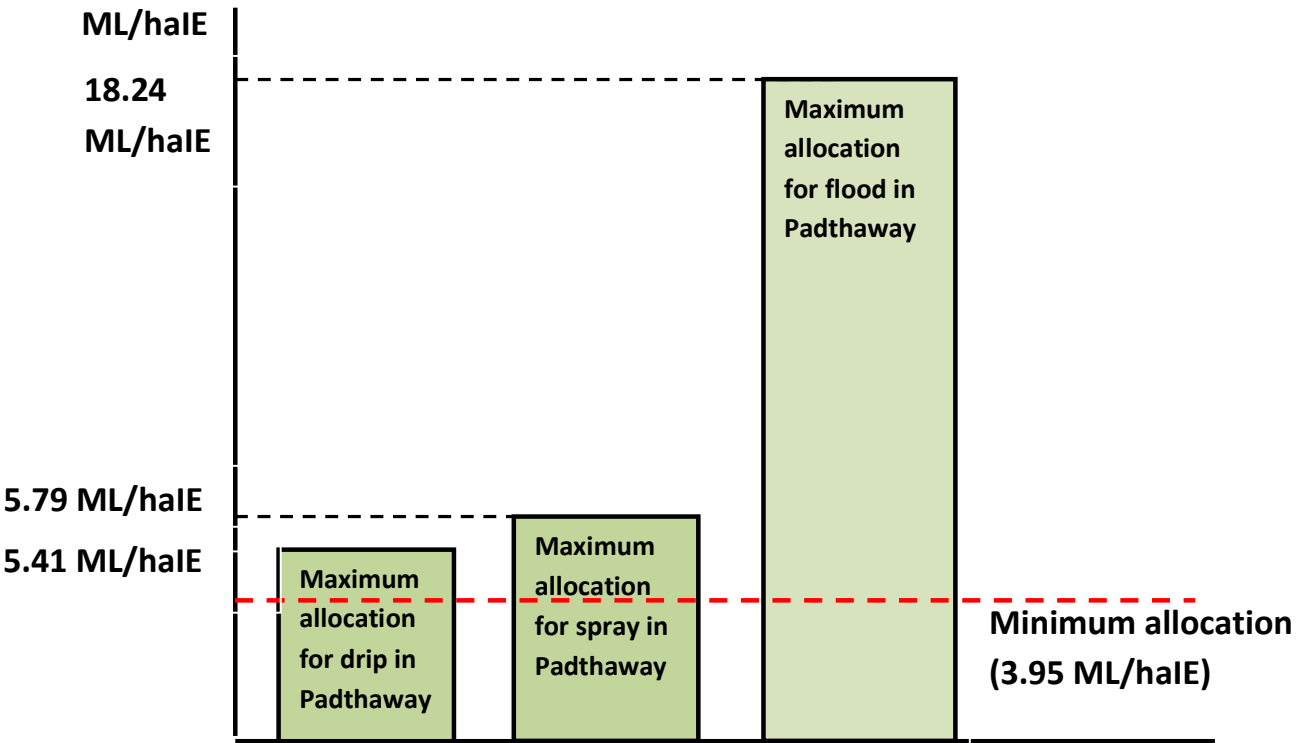 ML/haIE
18.24
ML/haIE
5.79 ML/haIE
5.41 ML/haIE
Maximum
allocation
for drip in
Padthaway
Maximum
allocation
for spray in
Padthaway
Maximum
allocation
for flood in
Padthaway
Minimum allocation
(3.95 ML/haIE)